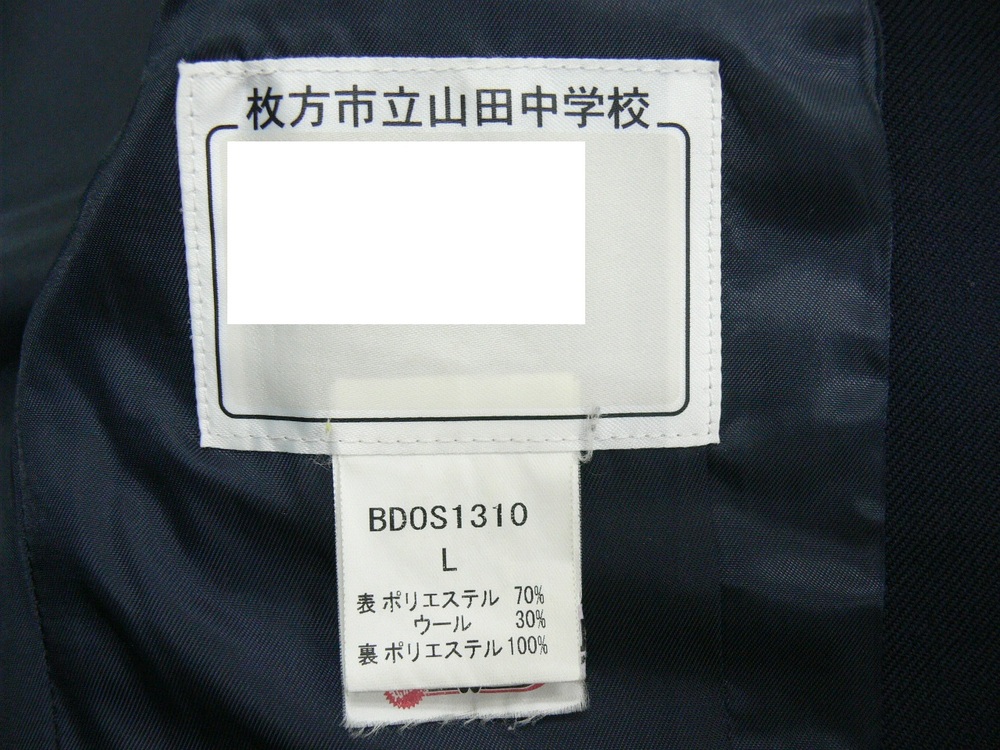 枚方市立山田中学校
BDOS1310
L
表 ポリエステル 70%
ウール 30%
裏 ポリエステル 100%